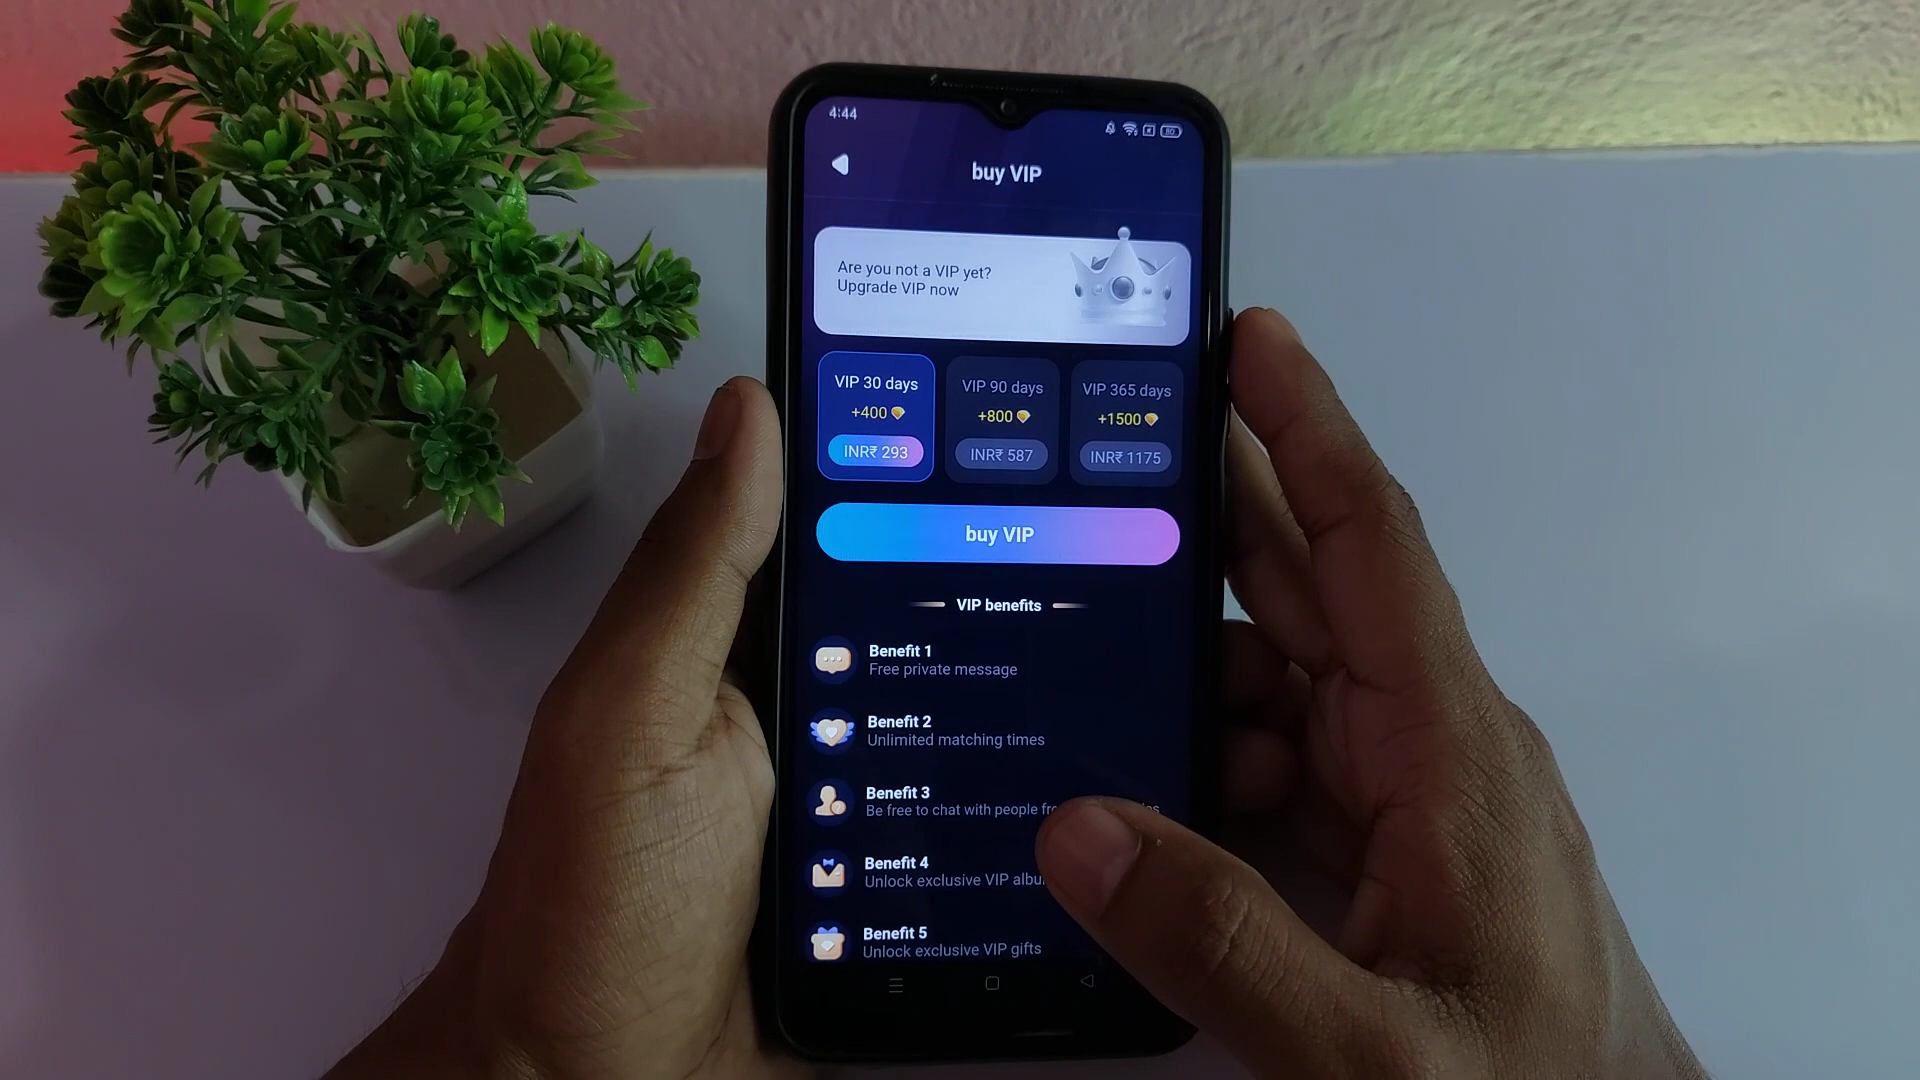 4:44
80
buy VIP
Are you not a VIP yet?
Upgrade VIP now
VIP 30 days
+400
INR₹ 293
VIP 90 days
+800
INR₹ 587
VIP 365 days
+1500
INR₹ 1175
buy VIP
VIP benefits
Benefit 1
Free private message
Benefit 2
Unlimited matching times
Benefit 3
Be free to chat with people
Benefit 4
Unlock exclusive VIP
Benefit 5
Unlock exclusive VIP gifts